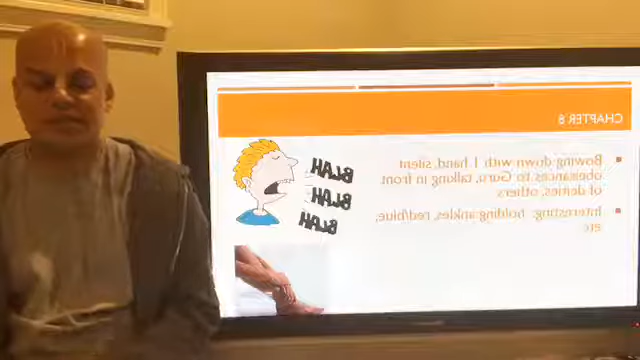 CHAPTER 8
Bowing down with 1 hand, silent
obeisances to Guru, talking in front
of deities, others
Interesting, holding ankles, red/blue,
etc
BLAH
BLAH
BLAH